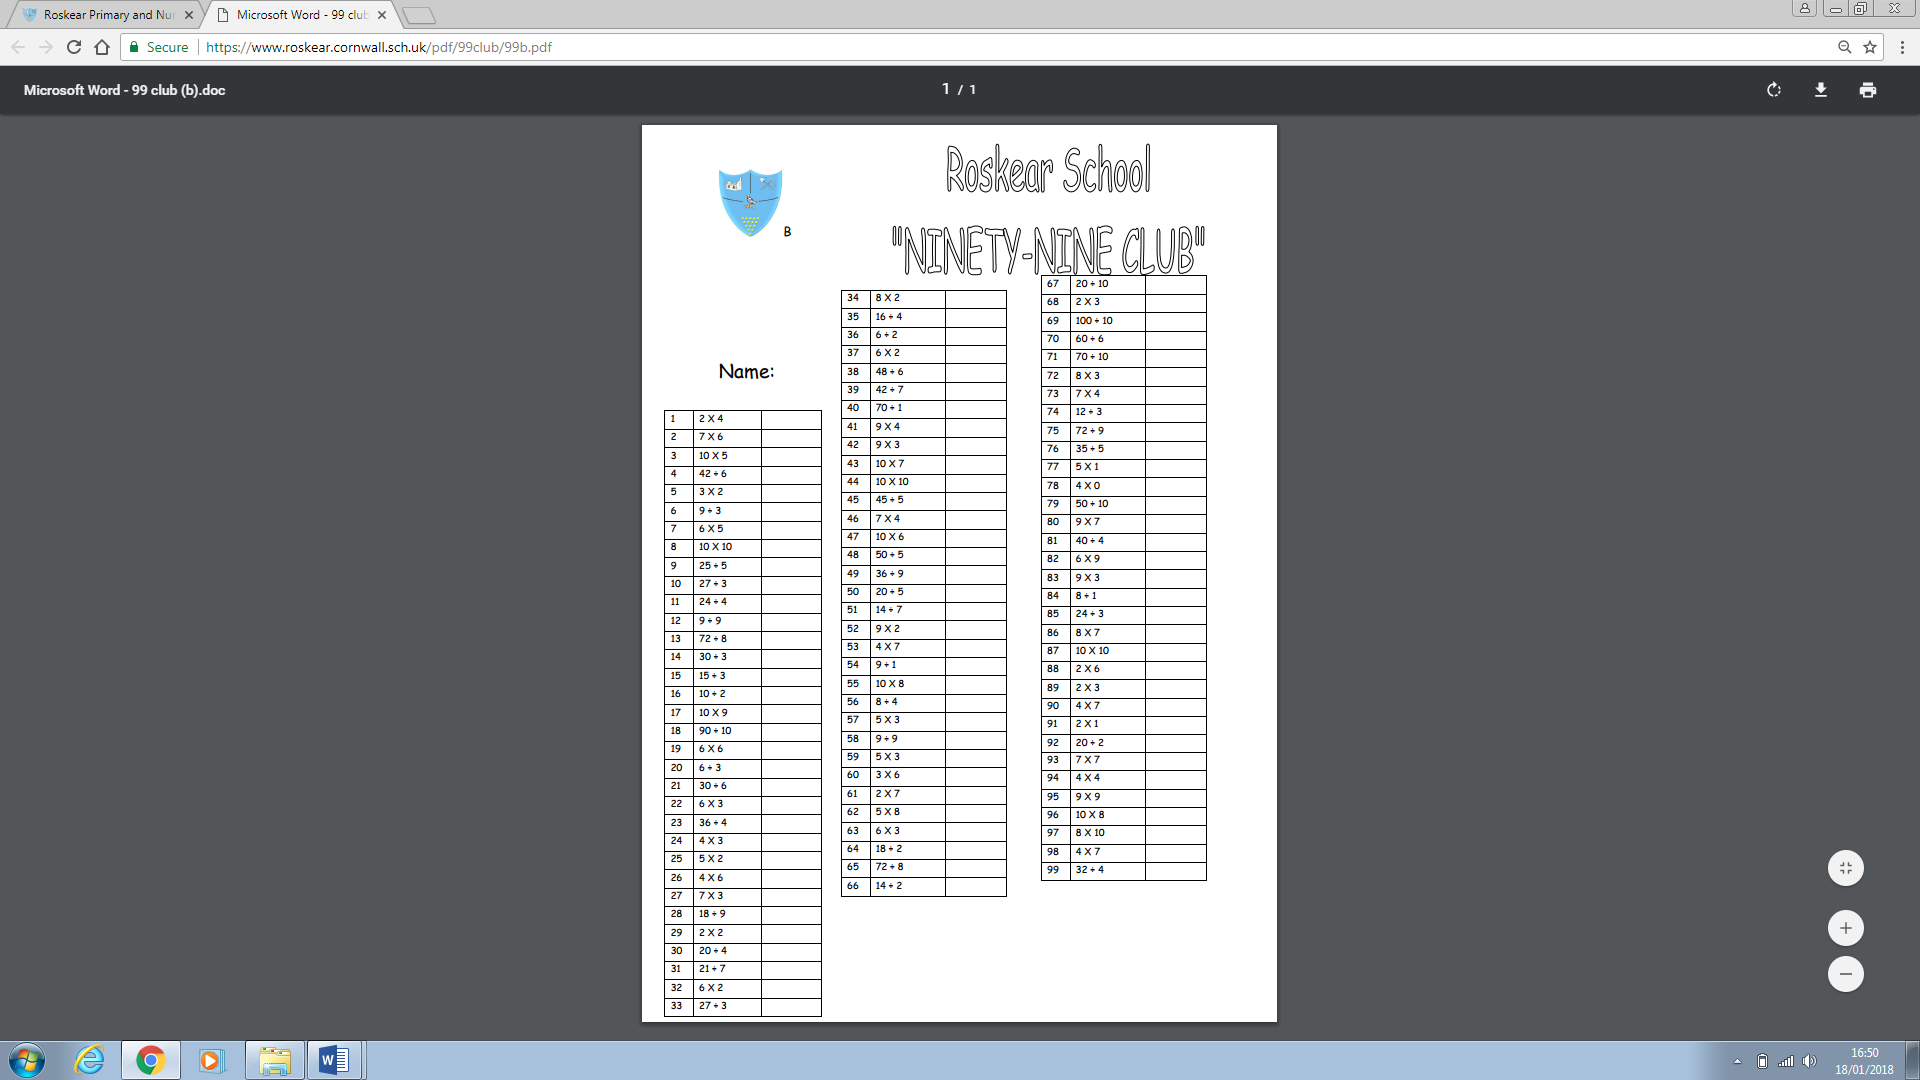 Roskear Primary and Nur
Microsoft Word - 99 club
Secure
https://www.roskear.cornwall.sch.uk/pdf/99club/99b.pdf
Microsoft Word - 99 club (b).doc
1 / 1
Roskear School
B
"NINETY-NINE CLUB"
Name:
1 2 X 4
2 7 X 6
3 10 X 5
4 42 ÷ 6
5 3 X 2
6 9 ÷ 3
7 6 X 5
8 10 X 10
9 25 ÷ 5
10 27 ÷ 3
11 24 ÷ 4
12 9 ÷ 9
13 72 ÷ 8
14 30 ÷ 3
15 15 ÷ 3
16 10 ÷ 2
17 10 X 9
18 90 ÷ 10
19 6 X 6
20 6 ÷ 3
21 30 ÷ 6
22 6 X 3
23 36 ÷ 4
24 4 X 3
25 5 X 2
26 4 X 6
27 7 X 3
28 18 ÷ 9
29 2 X 2
30 20 ÷ 4
31 21 ÷ 7
32 6 X 2
33 27 ÷ 3
34 8 X 2
35 16 ÷ 4
36 6 ÷ 2
37 6 X 2
38 48 ÷ 6
39 42 ÷ 7
40 70 ÷ 1
41 9 X 4
42 9 X 3
43 10 X 7
44 10 X 10
45 45 ÷ 5
46 7 X 4
47 10 X 6
48 50 ÷ 5
49 36 ÷ 9
50 20 ÷ 5
51 14 ÷ 7
52 9 X 2
53 4 X 7
54 9 ÷ 1
55 10 X 8
56 8 ÷ 4
57 5 X 3
58 9 ÷ 9
59 5 X 3
60 3 X 6
61 2 X 7
62 5 X 8
63 6 X 3
64 18 ÷ 2
65 72 ÷ 8
66 14 ÷ 2
67 20 ÷ 10
68 2 X 3
69 100 ÷ 10
70 60 ÷ 6
71 70 ÷ 10
72 8 X 3
73 7 X 4
74 12 ÷ 3
75 72 ÷ 9
76 35 ÷ 5
77 5 X 1
78 4 X 0
79 50 ÷ 10
80 9 X 7
81 40 ÷ 4
82 6 X 9
83 9 X 3
84 8 ÷ 1
85 24 ÷ 3
86 8 X 7
87 10 X 10
88 2 X 6
89 2 X 3
90 4 X 7
91 2 X 1
92 20 ÷ 2
93 7 X 7
94 4 X 4
95 9 X 9
96 10 X 8
97 8 X 10
98 4 X 7
99 32 ÷ 4
16:50
18/01/2018